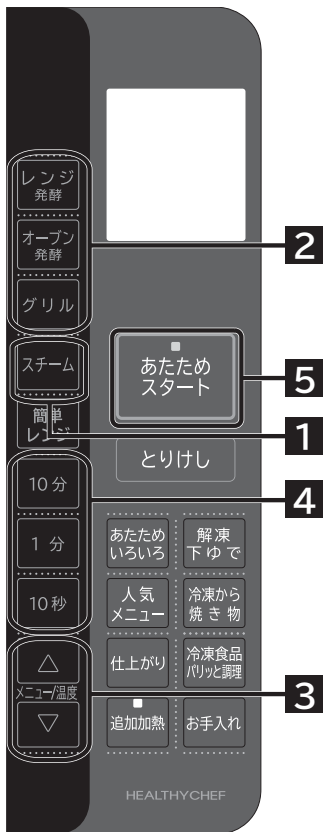 レンジ
発酵
オーブン
発酵
グリル
2
スチーム
あたため
スタート
5
簡単
レンジ
1
とりけし
10分
1分
10秒
4
あたため
いろいろ
解凍
下ゆで
人気
メニュー
冷凍から
焼き物
仕上がり
冷凍食品
パリッと調理
△
メニュー/温度
▽
3
追加加熱
お手入れ
HEALTHYCHEF